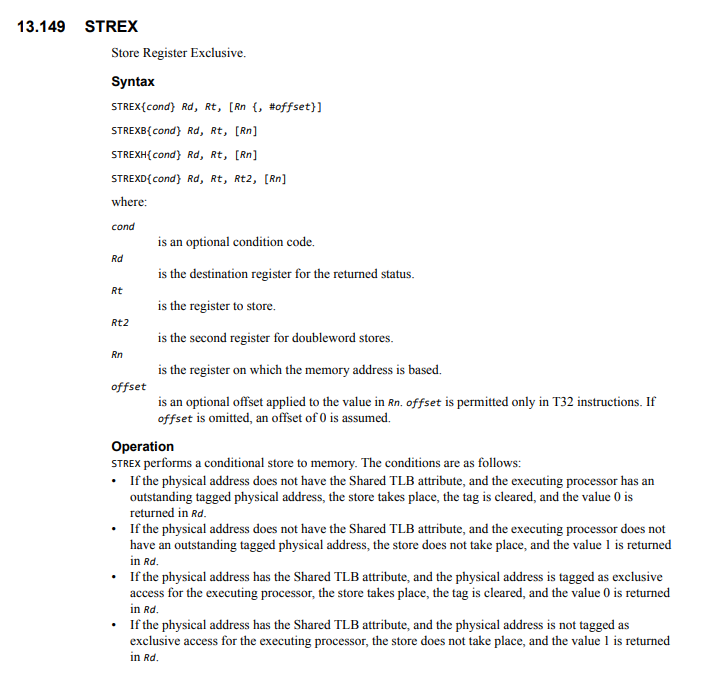 13.149 STREX
Store Register Exclusive.
Syntax
STREX{cond} Rd, Rt, [Rn {, #offset}]
STREXB{cond} Rd, Rt, [Rn]
STREXH{cond} Rd, Rt, [Rn]
STREXD{cond} Rd, Rt, Rt2, [Rn]
where:
cond
is an optional condition code.
Rd
is the destination register for the returned status.
Rt
is the register to store.
Rt2
is the second register for doubleword stores.
Rn
is the register on which the memory address is based.
offset
is an optional offset applied to the value in Rn. offset is permitted only in T32 instructions. If
offset is omitted, an offset of 0 is assumed.
Operation
STREX performs a conditional store to memory. The conditions are as follows:
• If the physical address does not have the Shared TLB attribute, and the executing processor has an
outstanding tagged physical address, the store takes place, the tag is cleared, and the value 0 is
returned in Rd.
• If the physical address does not have the Shared TLB attribute, and the executing processor does not
have an outstanding tagged physical address, the store does not take place, and the value 1 is returned
in Rd.
• If the physical address has the Shared TLB attribute, and the physical address is tagged as exclusive
access for the executing processor, the store takes place, the tag is cleared, and the value 0 is returned
in Rd.
• If the physical address has the Shared TLB attribute, and the physical address is not tagged as
exclusive access for the executing processor, the store does not take place, and the value 1 is returned
in Rd.